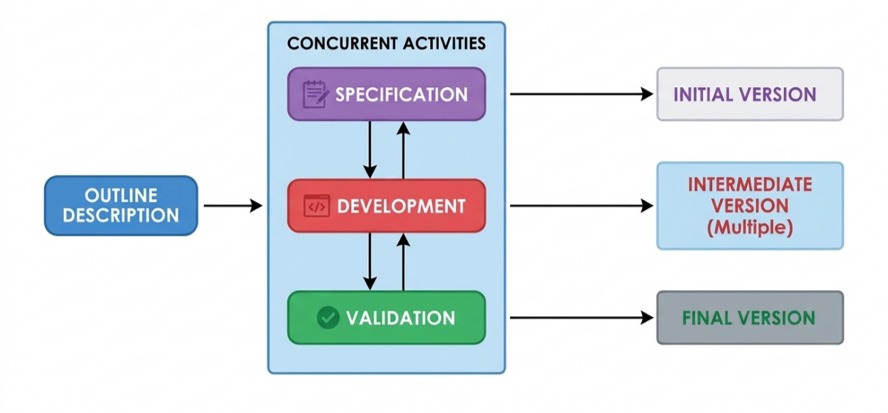 CONCURRENT ACTIVITIES
SPECIFICATION
INITIAL VERSION
OUTLINE
DESCRIPTION
</> DEVELOPMENT
INTERMEDIATE
VERSION
(Multiple)
VALIDATION
FINAL VERSION